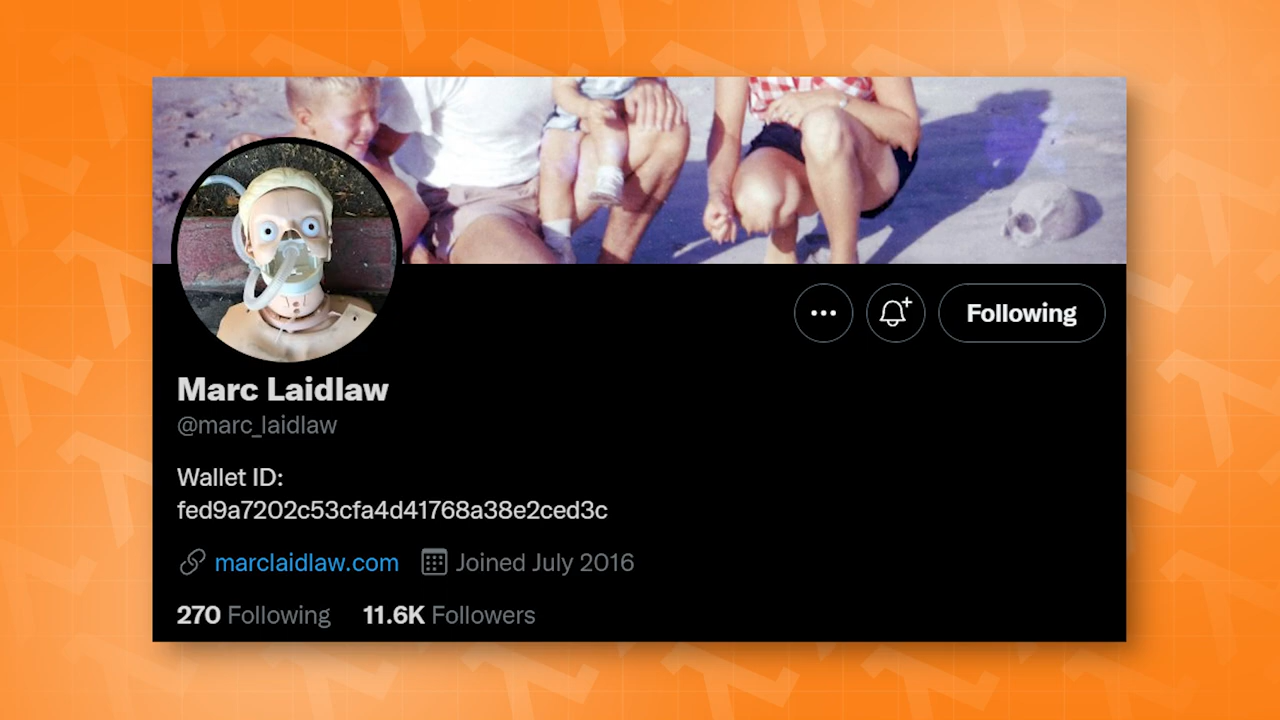 Following
Marc Laidlaw
@marc_laidlaw
Wallet ID:
fed9a7202c53cfa4d41768a38e2ced3c
marclaidlaw.com Joined July 2016
270 Following 11.6K Followers